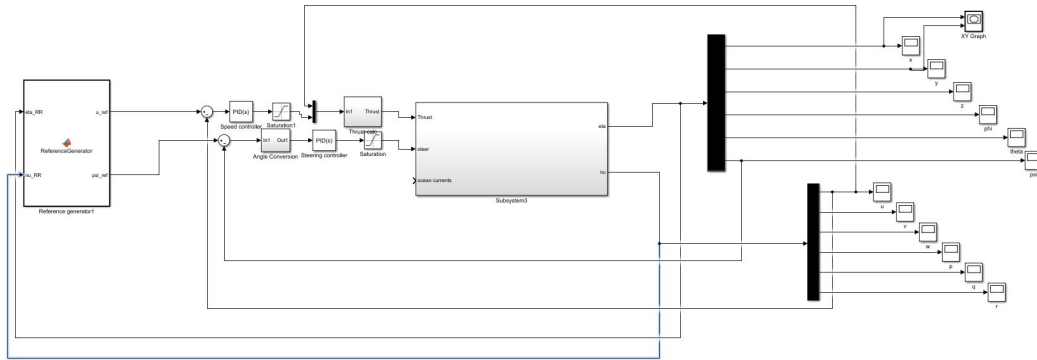 XY Graph
x
y
z
phi
theta
psi
eta_RR
u_ref
ReferenceGenerator
nu_RR
psi_ref
Reference generator1
PID(s)
Speed controller
Saturation1
In1
Thrust
Thrust calc
In1
Out1
Angle Conversion
PID(s)
Steering controller
Saturation
Thrust
steer
ocean currents
eta
nu
Subsystem3
u
v
w
p
q
r